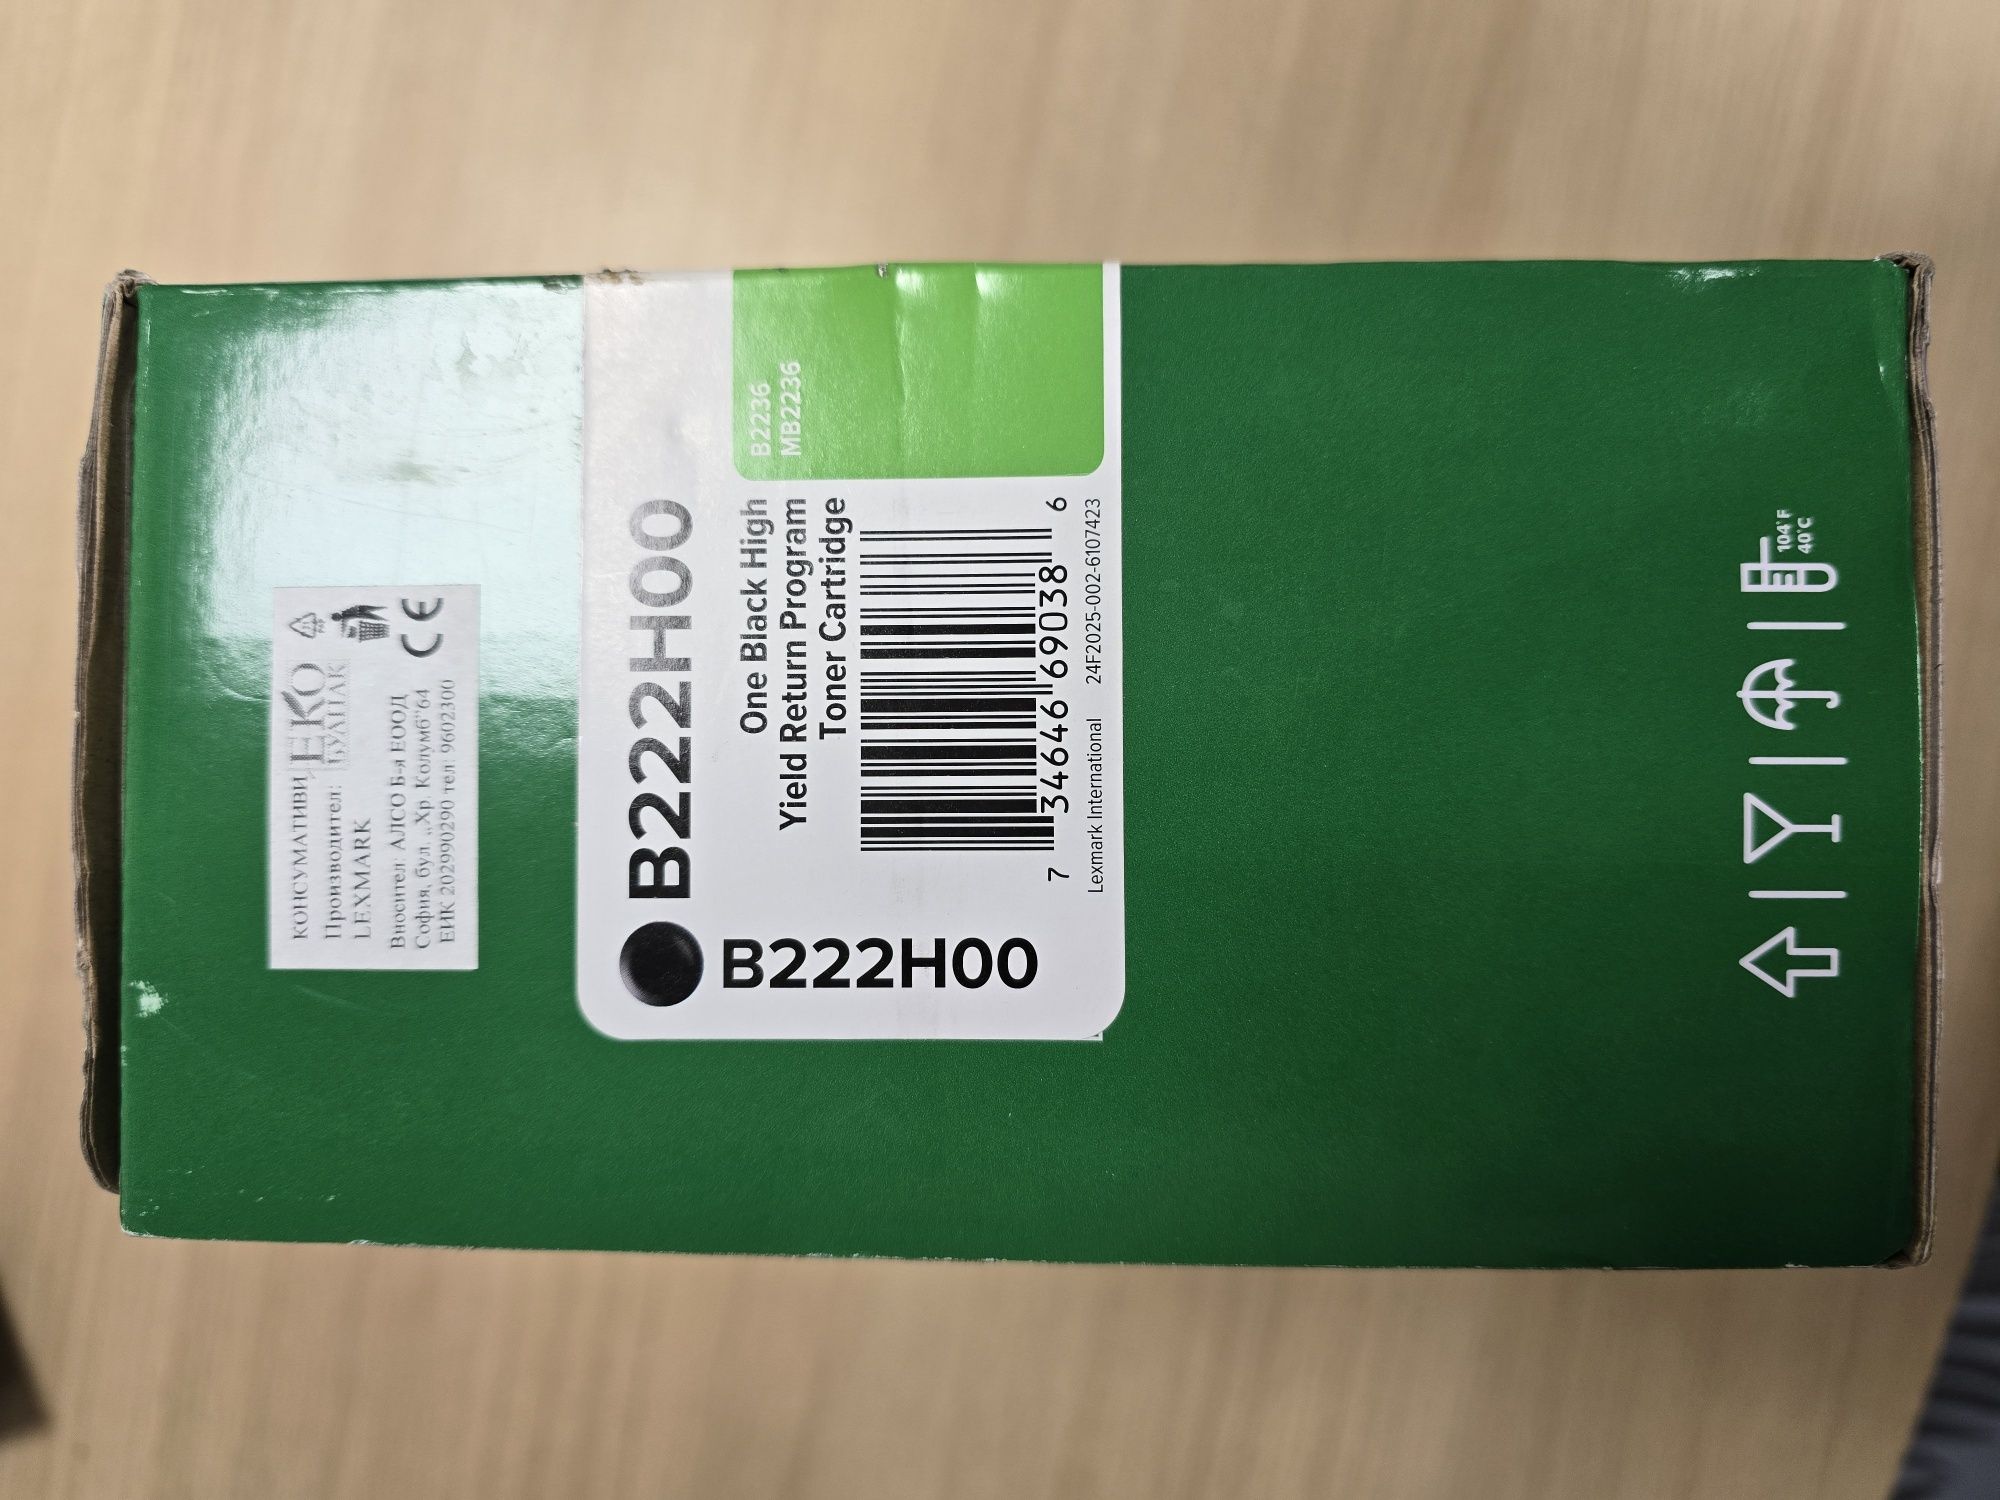 КОНСУМАТИВИ
Производител:
LEXMARK
ЕКО
БУЛПАК
Вносител: АЛСО Б-я ЕООД
София, бул. „Хр. Колумб“64
ЕИК 202990290 тел: 9602300
CE
B222H00
B222H00
One Black High
Yield Return Program
Toner Cartridge
B2236
MB2236
7 34646 69038 6
Lexmark International 24F2025-002-6107423
104°F
40°C